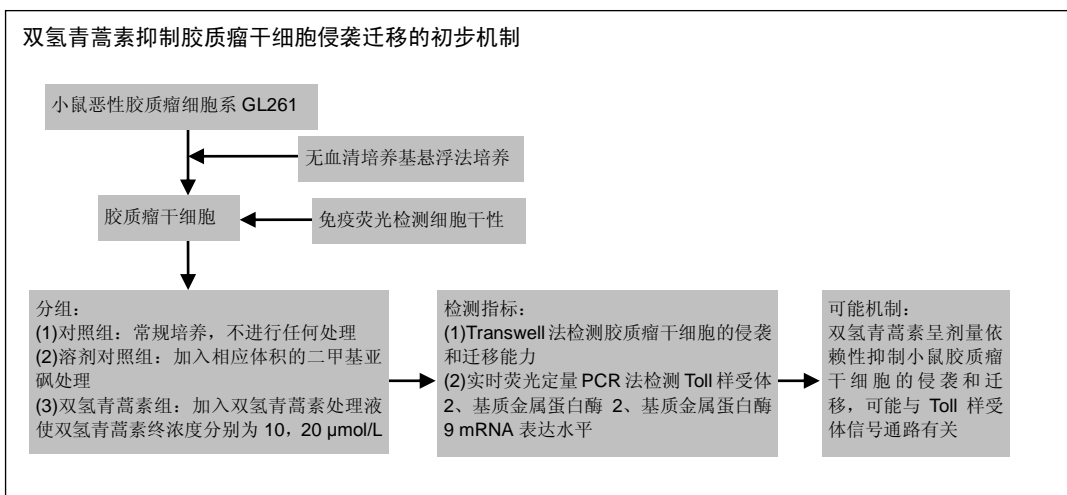 双氢青蒿素抑制胶质瘤干细胞侵袭迁移的初步机制
小鼠恶性胶质瘤细胞系 GL261
无血清培养基悬浮法培养
胶质瘤干细胞
免疫荧光检测细胞干性
分组：
(1)对照组：常规培养，不进行任何处理
(2)溶剂对照组：加入相应体积的二甲基亚
砜处理
(3)双氢青蒿素组：加入双氢青蒿素处理液
使双氢青蒿素终浓度分别为 10，20 μmol/L
检测指标：
(1)Transwell 法检测胶质瘤干细胞的侵袭
和迁移能力
(2)实时荧光定量 PCR 法检测 Toll 样受体
2、基质金属蛋白酶 2、基质金属蛋白酶
9 mRNA 表达水平
可能机制：
双氢青蒿素呈剂量依
赖性抑制小鼠胶质瘤
干细胞的侵袭和迁
移，可能与 Toll 样受
体信号通路有关